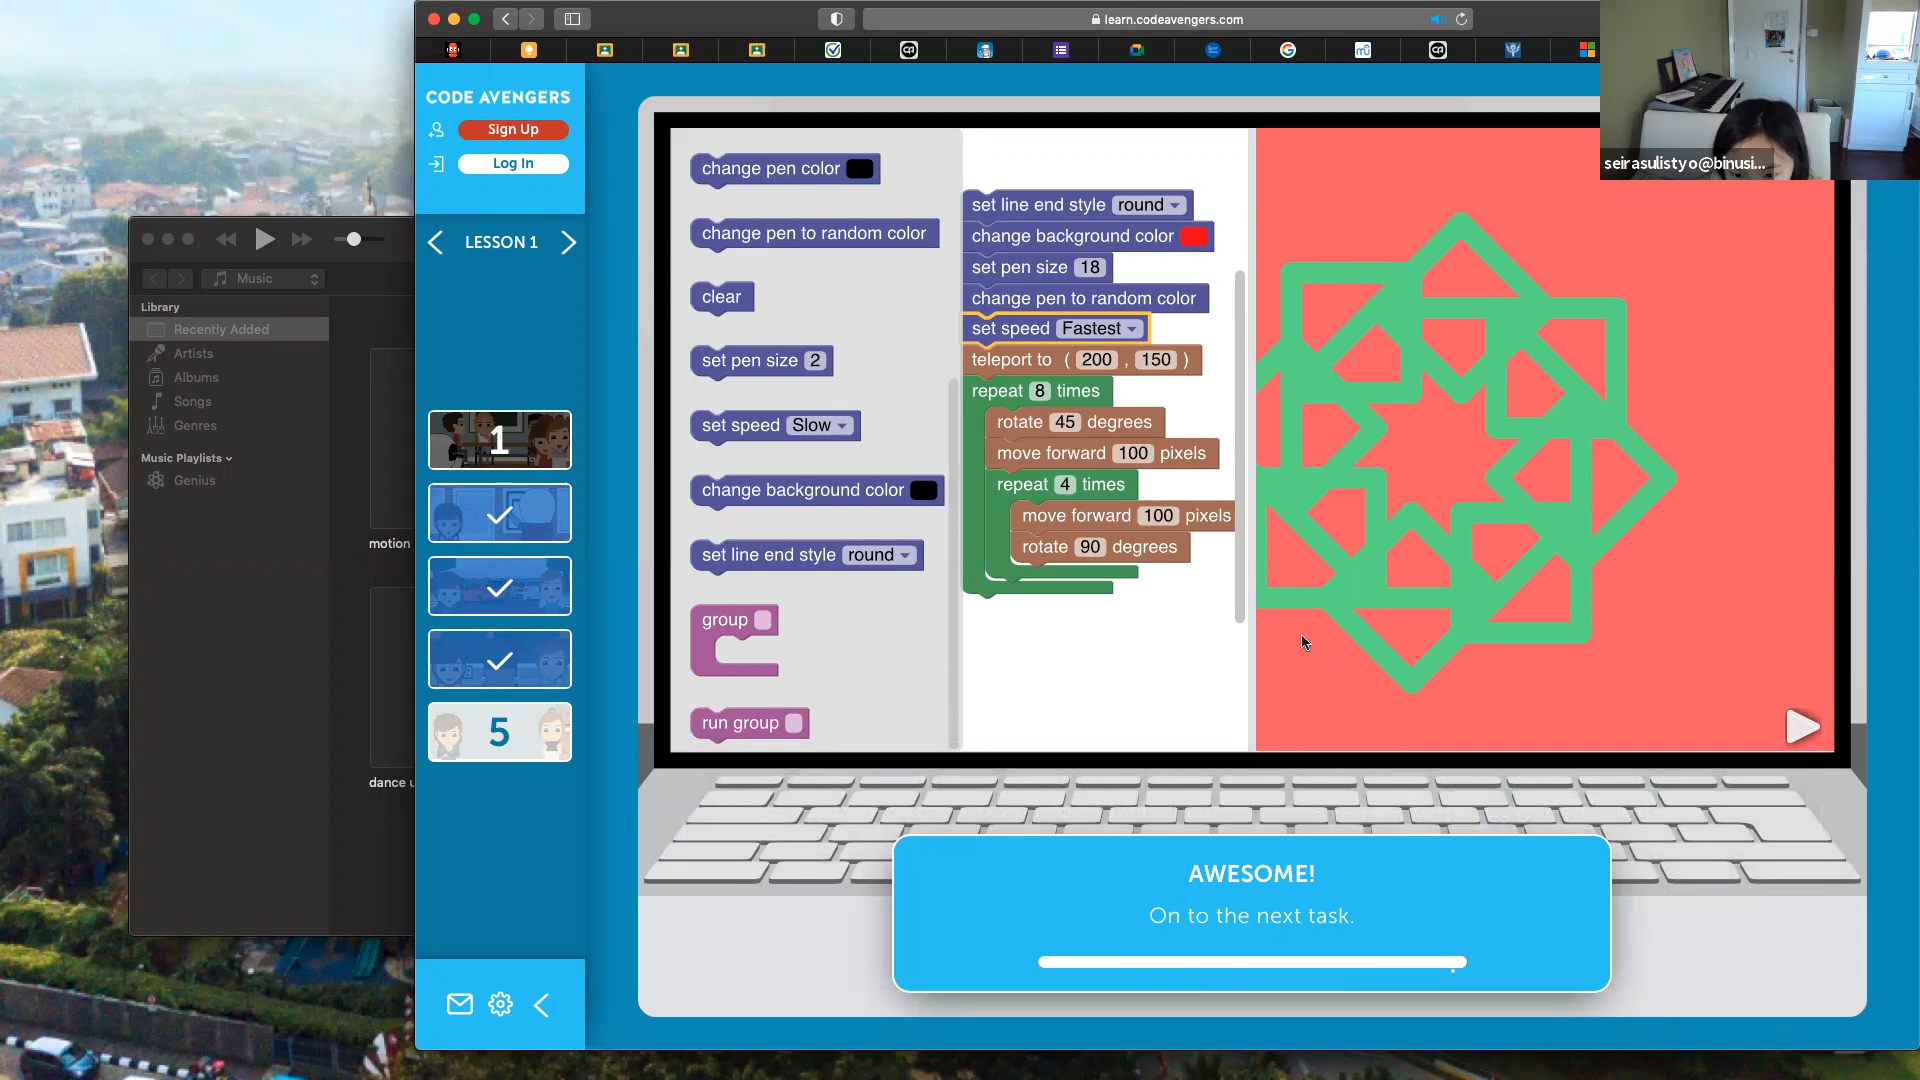 learn.codeavengers.com
CODE AVENGERS
Sign Up
Log In
LESSON 1
1
5
Music
Library
Recently Added
Artists
Albums
Songs
Genres
Music Playlists
Genius
motion
dance u
change pen color
change pen to random color
clear
set pen size 2
set speed Slow
change background color
set line end style round
group
run group
set line end style round
change background color
set pen size 18
change pen to random color
set speed Fastest
teleport to ( 200 , 150 )
repeat 8 times
rotate 45 degrees
move forward 100 pixels
repeat 4 times
move forward 100 pixels
rotate 90 degrees
seirasulistyo@binusi...
AWESOME!
On to the next task.